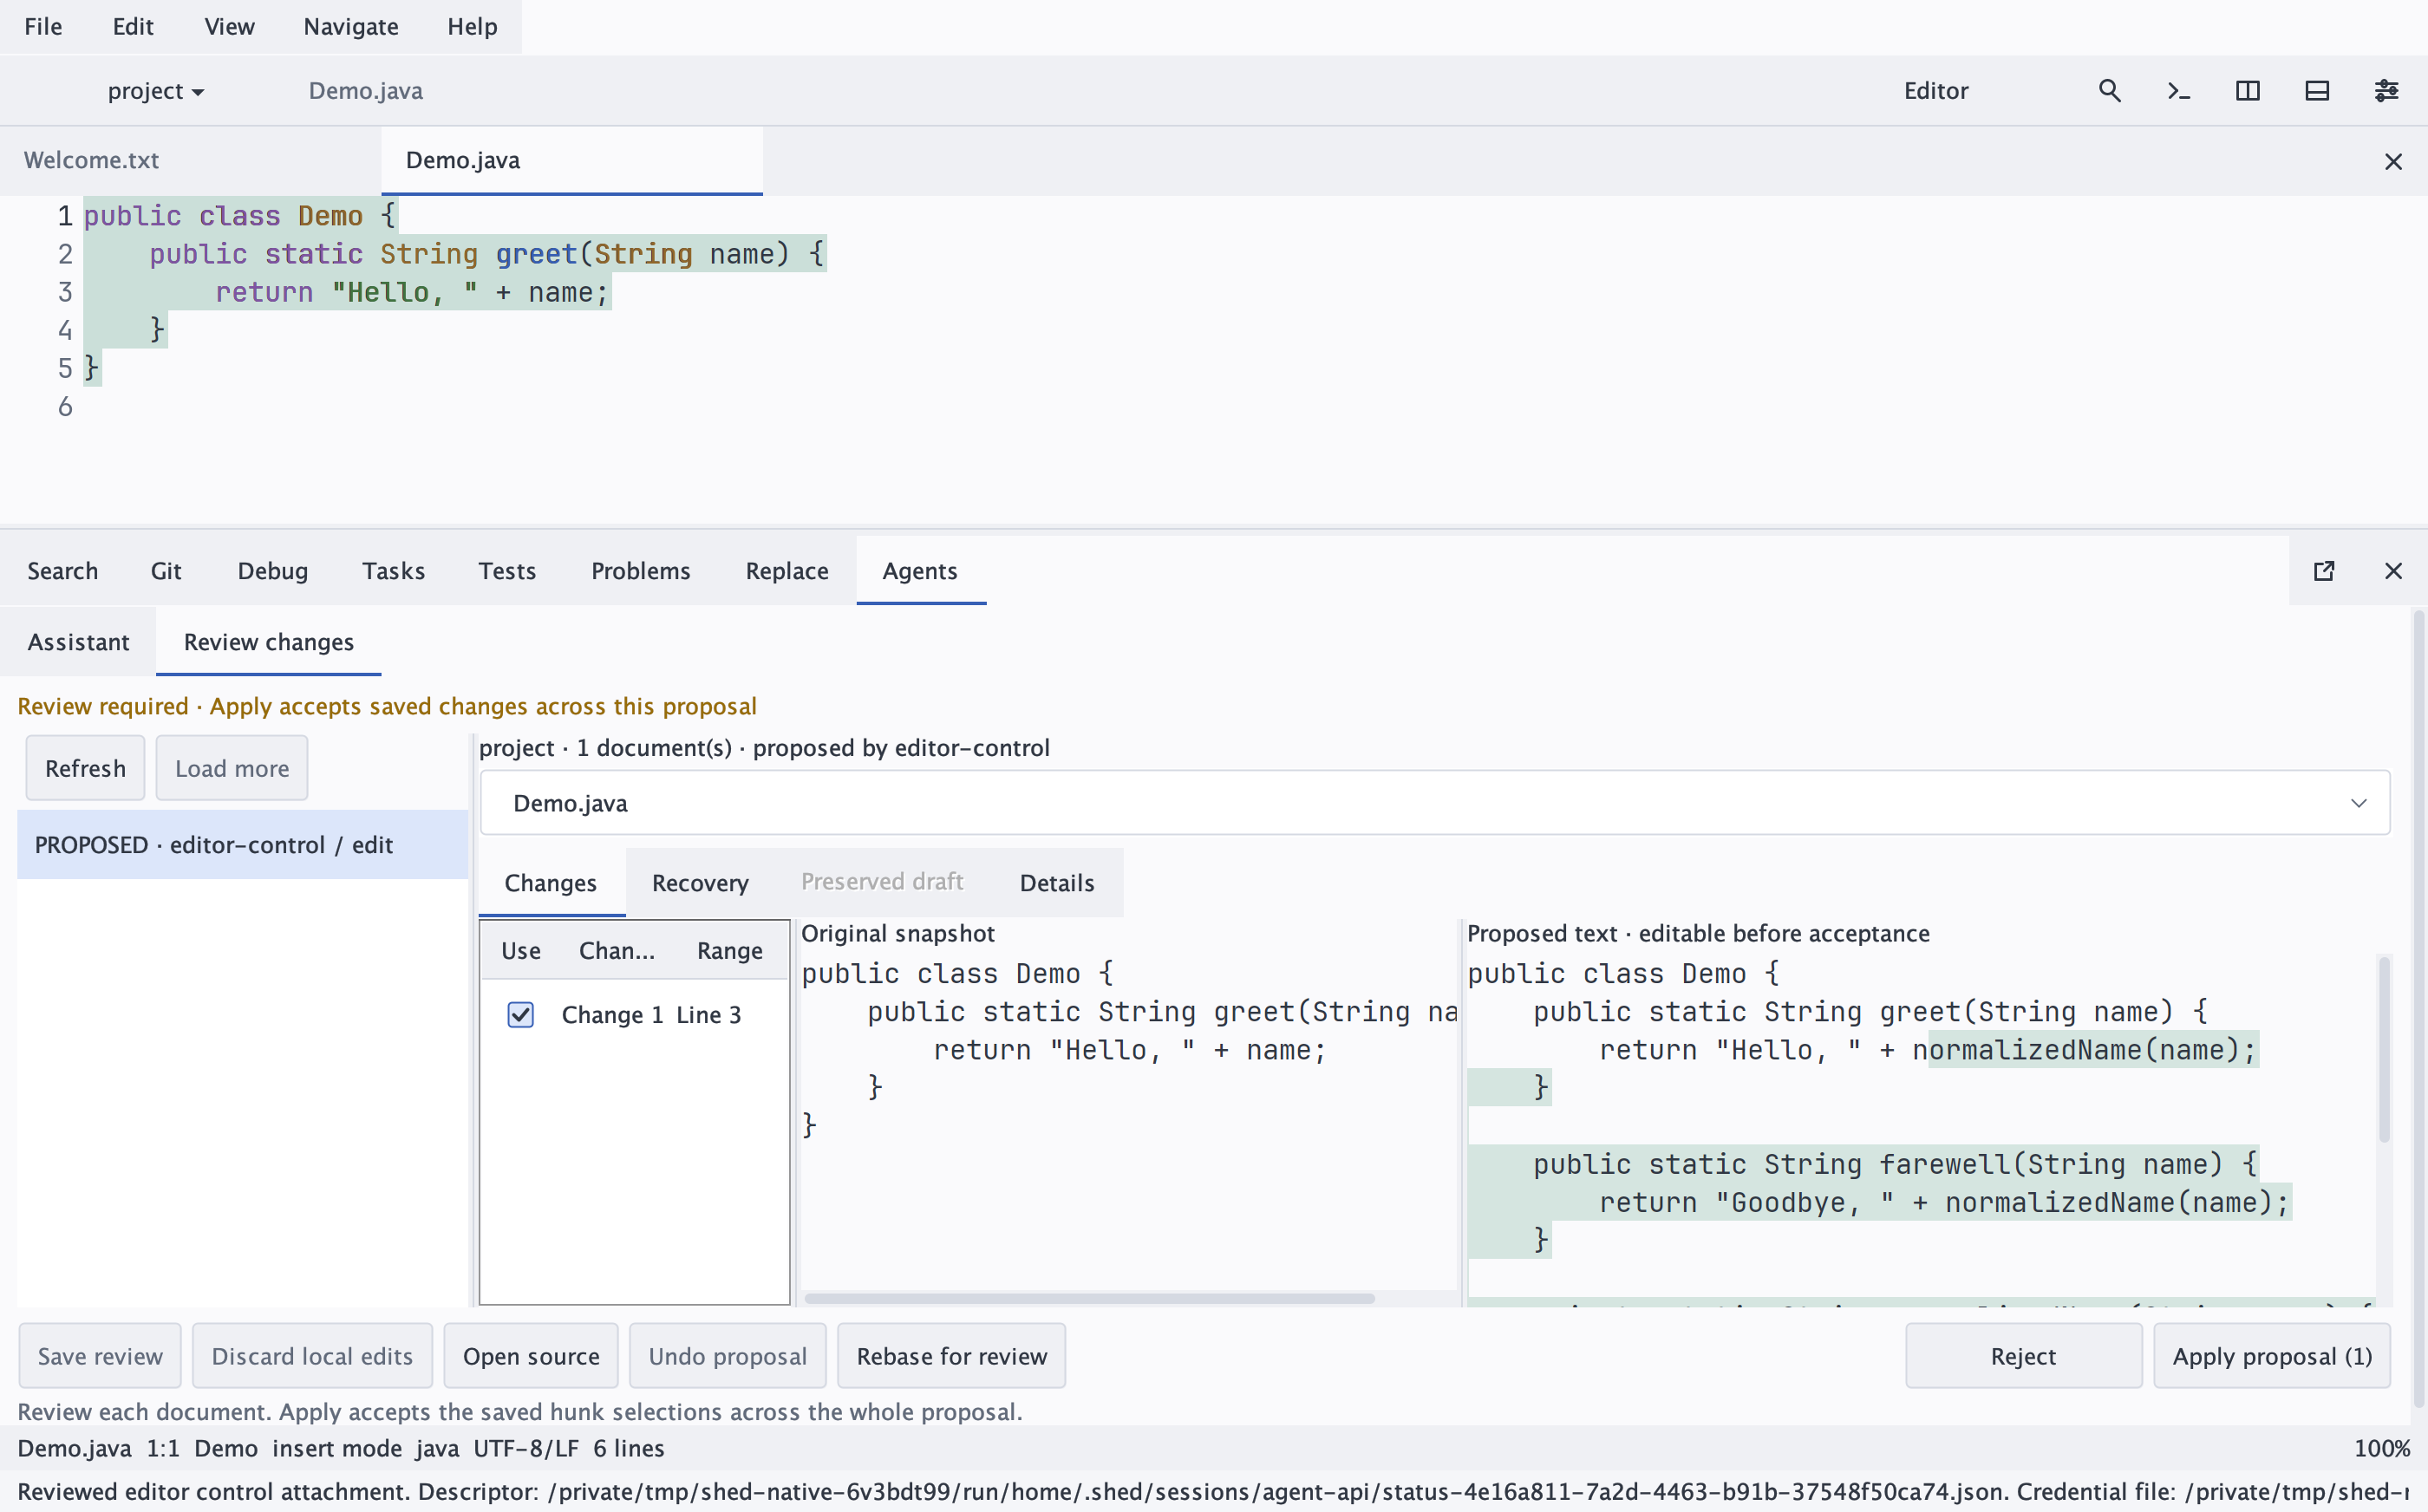 File Edit View Navigate Help
project Demo.java Editor
Welcome.txt Demo.java
1 public class Demo {
2     public static String greet(String name) {
3         return "Hello, " + name;
4     }
5 }
6
Search Git Debug Tasks Tests Problems Replace Agents
Assistant Review changes
Review required · Apply accepts saved changes across this proposal
Refresh Load more
PROPOSED · editor-control / edit
project · 1 document(s) · proposed by editor-control
Demo.java
Changes Recovery Preserved draft Details
Use Chan... Range
Change 1 Line 3
Original snapshot
public class Demo {
    public static String greet(String na
        return "Hello, " + name;
    }
}
Proposed text · editable before acceptance
public class Demo {
    public static String greet(String name) {
        return "Hello, " + normalizedName(name);
    }
    public static String farewell(String name) {
        return "Goodbye, " + normalizedName(name);
    }
Save review Discard local edits Open source Undo proposal Rebase for review Reject Apply proposal (1)
Review each document. Apply accepts the saved hunk selections across the whole proposal.
Demo.java 1:1 Demo insert mode java UTF-8/LF 6 lines 100%
Reviewed editor control attachment. Descriptor: /private/tmp/shed-native-6v3bdt99/run/home/.shed/sessions/agent-api/status-4e16a811-7a2d-4463-b91b-37548f50ca74.json. Credential file: /private/tmp/shed-